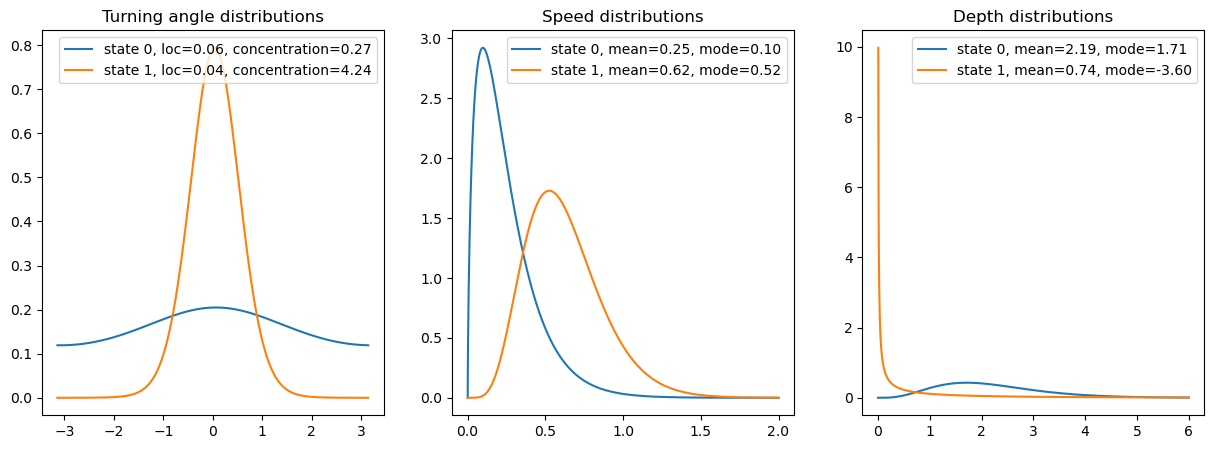 Turning angle distributions
state 0, loc=0.06, concentration=0.27
state 1, loc=0.04, concentration=4.24
0.8
0.7
0.6
0.5
0.4
0.3
0.2
0.1
0.0
−3 −2 −1 0 1 2 3
Speed distributions
state 0, mean=0.25, mode=0.10
state 1, mean=0.62, mode=0.52
3.0
2.5
2.0
1.5
1.0
0.5
0.0
0.0 0.5 1.0 1.5 2.0
Depth distributions
state 0, mean=2.19, mode=1.71
state 1, mean=0.74, mode=-3.60
10
8
6
4
2
0
0 1 2 3 4 5 6